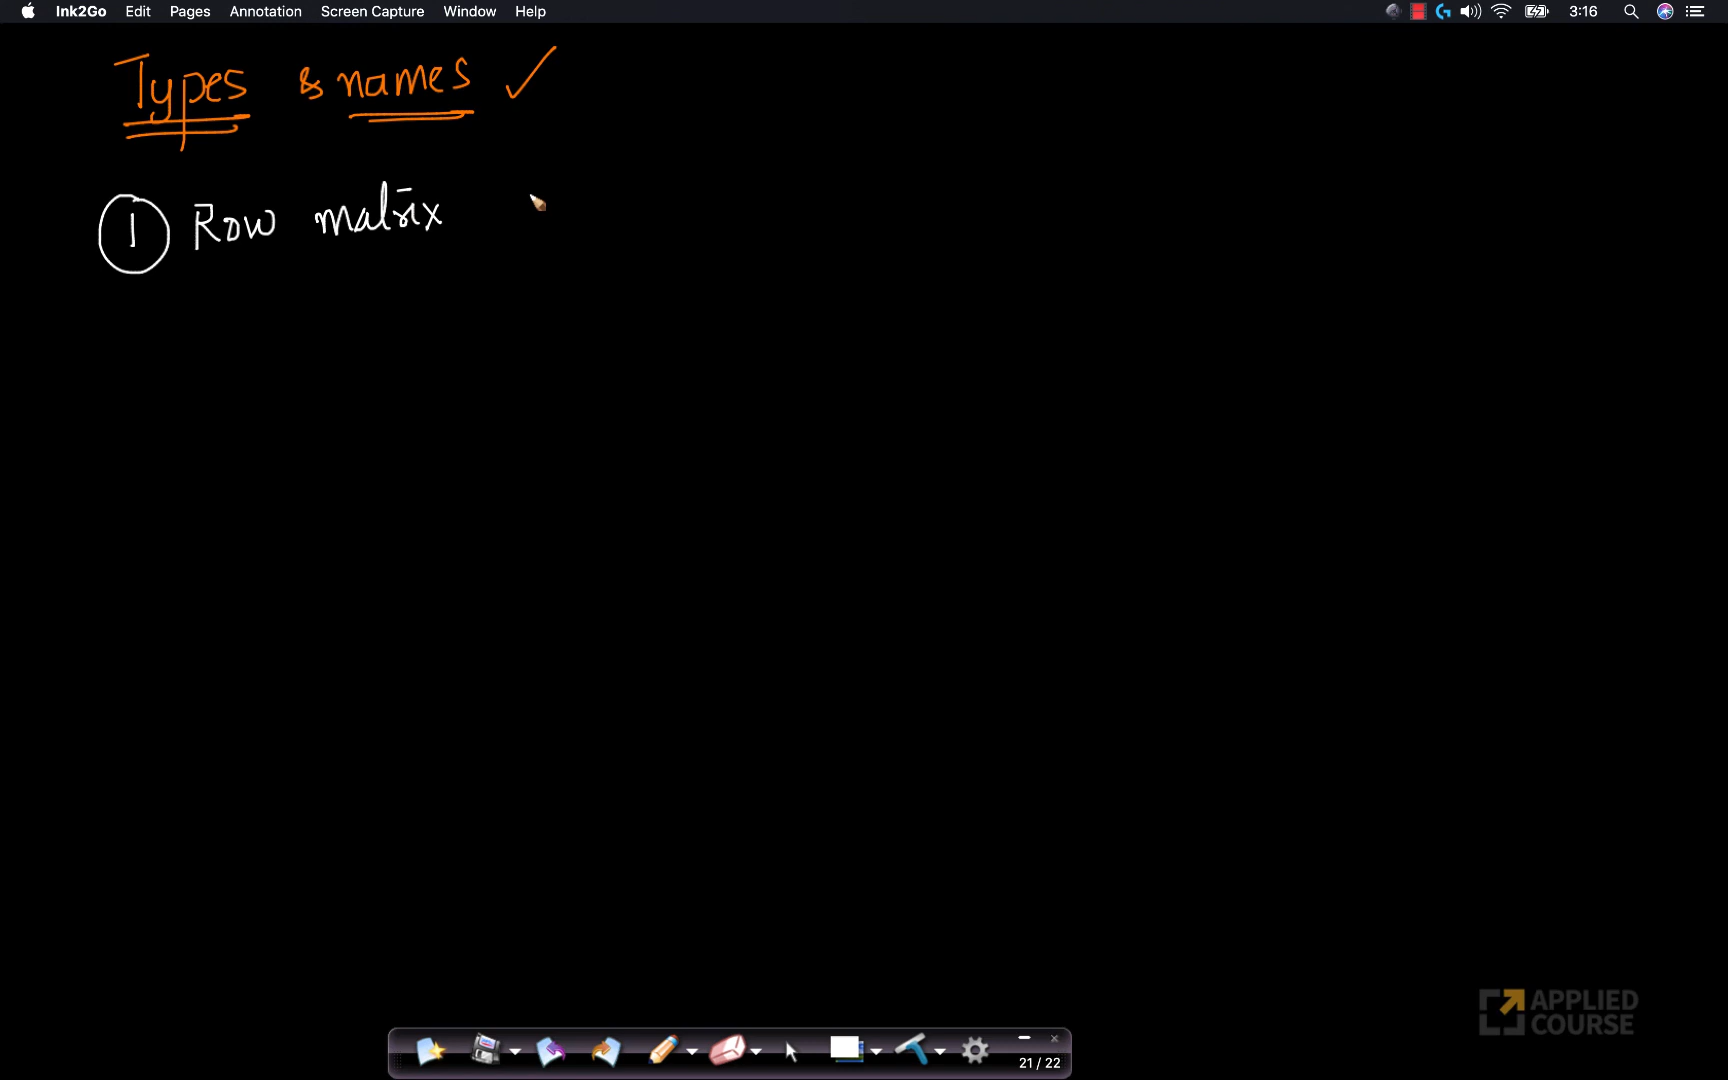 Ink2Go Edit Pages Annotation Screen Capture Window Help 3:16
Types & names ✓
1 Row matrix
APPLIED
COURSE
21 / 22